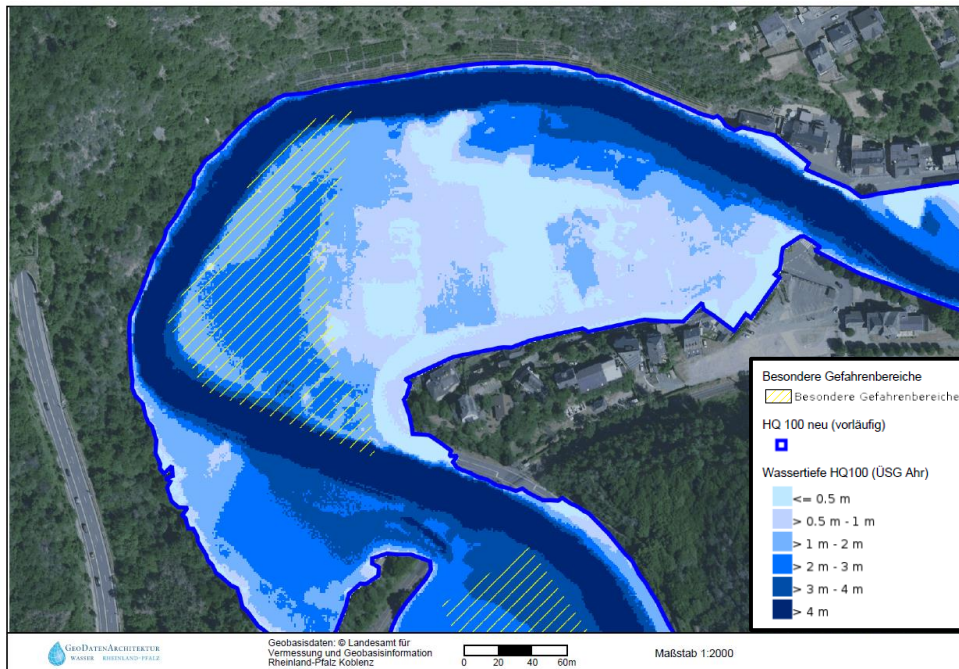 Besondere Gefahrenbereiche
Besondere Gefahrenbereiche
HQ 100 neu (vorläufig)
Wassertiefe HQ100 (ÜSG Ahr)
<= 0.5 m
> 0.5 m - 1 m
> 1 m - 2 m
> 2 m - 3 m
> 3 m - 4 m
> 4 m
GEODATENARCHITEKTUR
WASSER RHEINLAND-PFALZ
Geobasisdaten: © Landesamt für
Vermessung und Geobasisinformation
Rheinland-Pfalz Koblenz
0 20 40 60m
Maßstab 1:2000